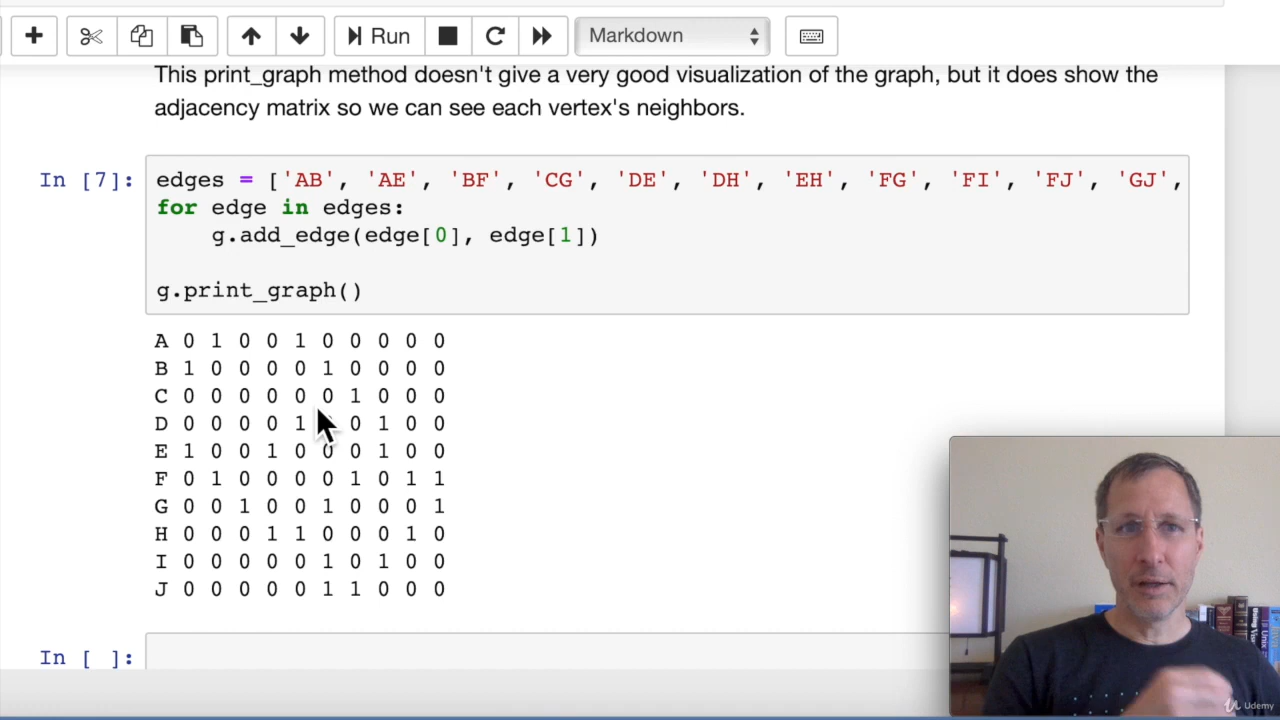 Run Markdown
This print_graph method doesn't give a very good visualization of the graph, but it does show the
adjacency matrix so we can see each vertex's neighbors.
In [7]: edges = ['AB', 'AE', 'BF', 'CG', 'DE', 'DH', 'EH', 'FG', 'FI', 'FJ', 'GJ',
for edge in edges:
g.add_edge(edge[0], edge[1])
g.print_graph()
A 0 1 0 0 1 0 0 0 0 0
B 1 0 0 0 0 1 0 0 0 0
C 0 0 0 0 0 0 1 0 0 0
D 0 0 0 0 1 0 1 0 0
E 1 0 0 1 0 0 0 1 0 0
F 0 1 0 0 0 0 1 0 1 1
G 0 0 1 0 0 1 0 0 0 1
H 0 0 0 1 1 0 0 0 1 0
I 0 0 0 0 0 1 0 1 0 0
J 0 0 0 0 0 1 1 0 0 0
In [ ]:
Udemy